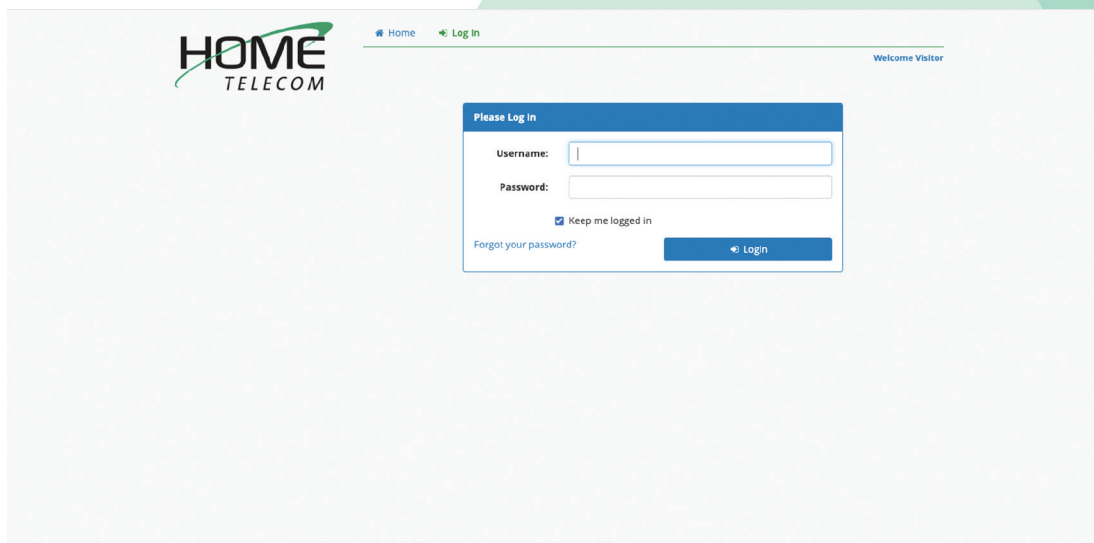 HOME
TELECOM
Home Log In
Welcome Visitor
Please Log In
Username:
Password:
Keep me logged in
Forgot your password? Login